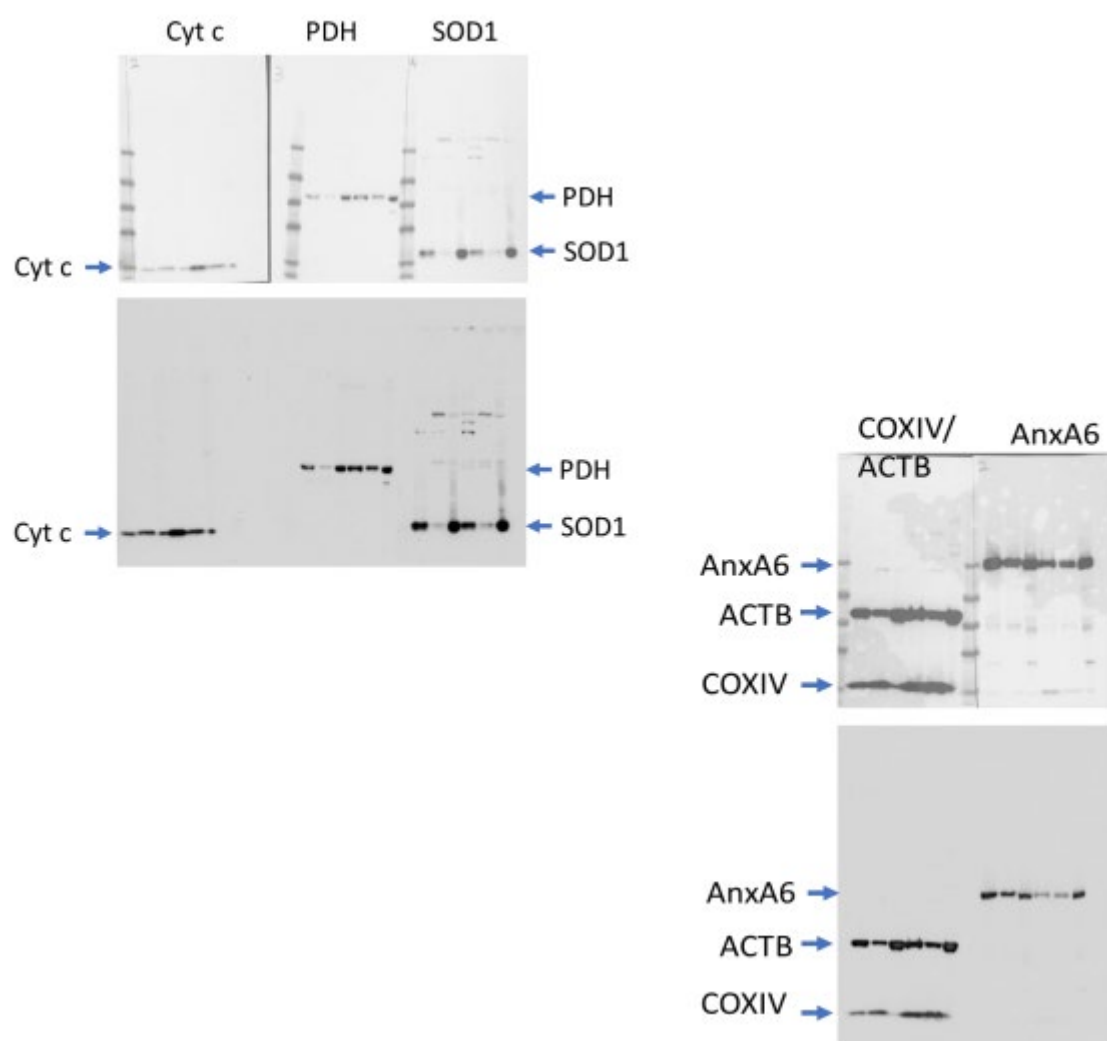 Cyt c PDH SOD1
PDH
SOD1
Cyt c
PDH
SOD1
Cyt c
COXIV/ AnxA6
ACTB
AnxA6
ACTB
COXIV
AnxA6
ACTB
COXIV